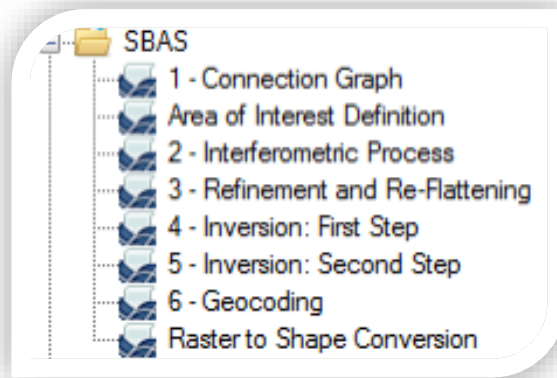 SBAS
1 - Connection Graph
Area of Interest Definition
2 - Interferometric Process
3 - Refinement and Re-Flattening
4 - Inversion: First Step
5 - Inversion: Second Step
6 - Geocoding
Raster to Shape Conversion